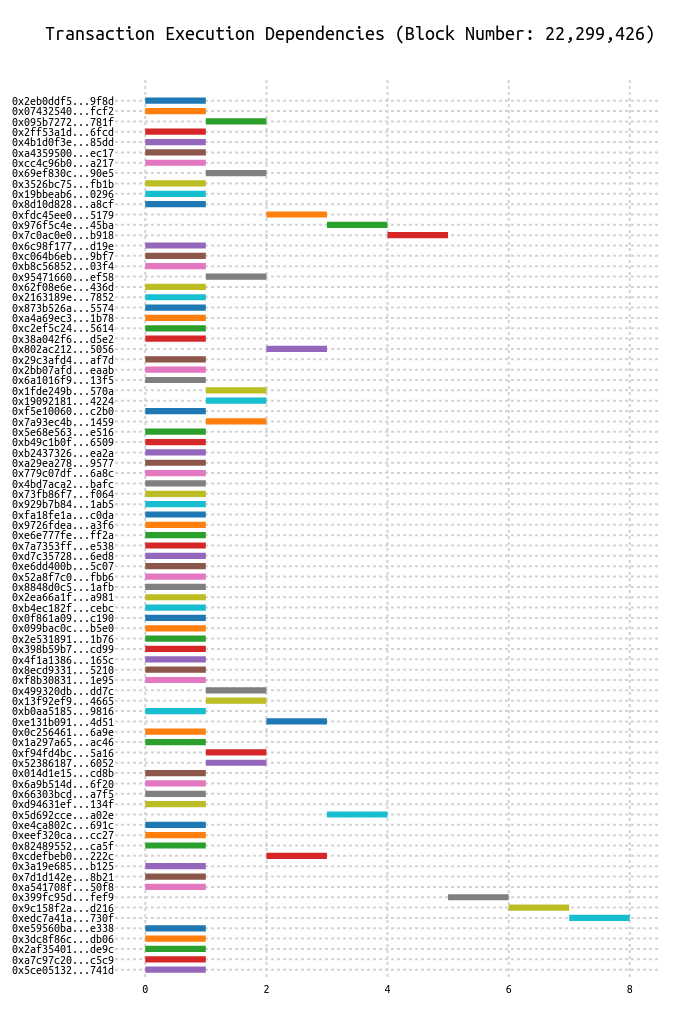 Transaction Execution Dependencies (Block Number: 22,299,426)
0x2eb0ddf5...9f8d
0x07432540...fcf2
0x095b7272...781f
0x2ff53a1d...6fcd
0x4b1d0f3e...85dd
0xa4359500...ec17
0xcc4c96b0...a217
0x69ef830c...90e5
0x3526bc75...fb1b
0x19bbeab6...0296
0x8d10d828...a8cf
0xfdc45ee0...5179
0x976f5c4e...45ba
0x7c0ac0e0...b918
0x6c98f177...d19e
0xc064b6eb...9bf7
0xb8c56852...03f4
0x95471660...ef58
0x62f08e6e...436d
0x2163189e...7852
0x873b526a...5574
0xa4a69ec3...1b78
0xc2ef5c24...5614
0x38a042f6...d5e2
0x802ac212...5056
0x29c3afd4...af7d
0x2bb07afd...eaab
0x6a1016f9...13f5
0x1fde249b...570a
0x19092181...4224
0xf5e10060...c2b0
0x7a93ec4b...1459
0x5e68e563...e516
0xb49c1b0f...6509
0xb2437326...ea2a
0xa29ea278...9577
0x779c07df...6a8c
0x4bd7aca2...bafc
0x73fb86f7...f064
0x929b7b84...1ab5
0xfa18fe1a...c0da
0x9726fdea...a3f6
0xe6e777fe...ff2a
0x7a7353ff...e538
0xd7c35728...6ed8
0xe6dd400b...5c07
0x52a8f7c0...fbb6
0x8848d0c5...1afb
0x2ea66a1f...a981
0xb4ec182f...cebc
0x0f861a09...c190
0x099bac0c...b5e0
0x2e531891...1b76
0x398b59b7...cd99
0x4f1a1386...165c
0x8ecd9331...5210
0xf8b30831...1e95
0x499320db...dd7c
0x13f92ef9...4665
0xb0aa5185...9816
0xe131b091...4d51
0x0c256461...6a9e
0x1a297a65...ac46
0xf94fd4bc...5a16
0x52386187...6052
0x014d1e15...cd8b
0x6a9b514d...6f20
0x66303bcd...a7f5
0xd94631ef...134f
0x5d692cce...a02e
0xe4ca802c...691c
0xeef320ca...cc27
0x82489552...ca5f
0xcdefbeb0...222c
0x3a19e685...b125
0x7d1d142e...8b21
0xa541708f...50f8
0x399fc95d...fef9
0x9c158f2a...d216
0xedc7a41a...730f
0xe59560ba...e338
0x3dc8f86c...db06
0x2af35401...de9c
0xa7c97c20...c5c9
0x5ce05132...741d
0 2 4 6 8